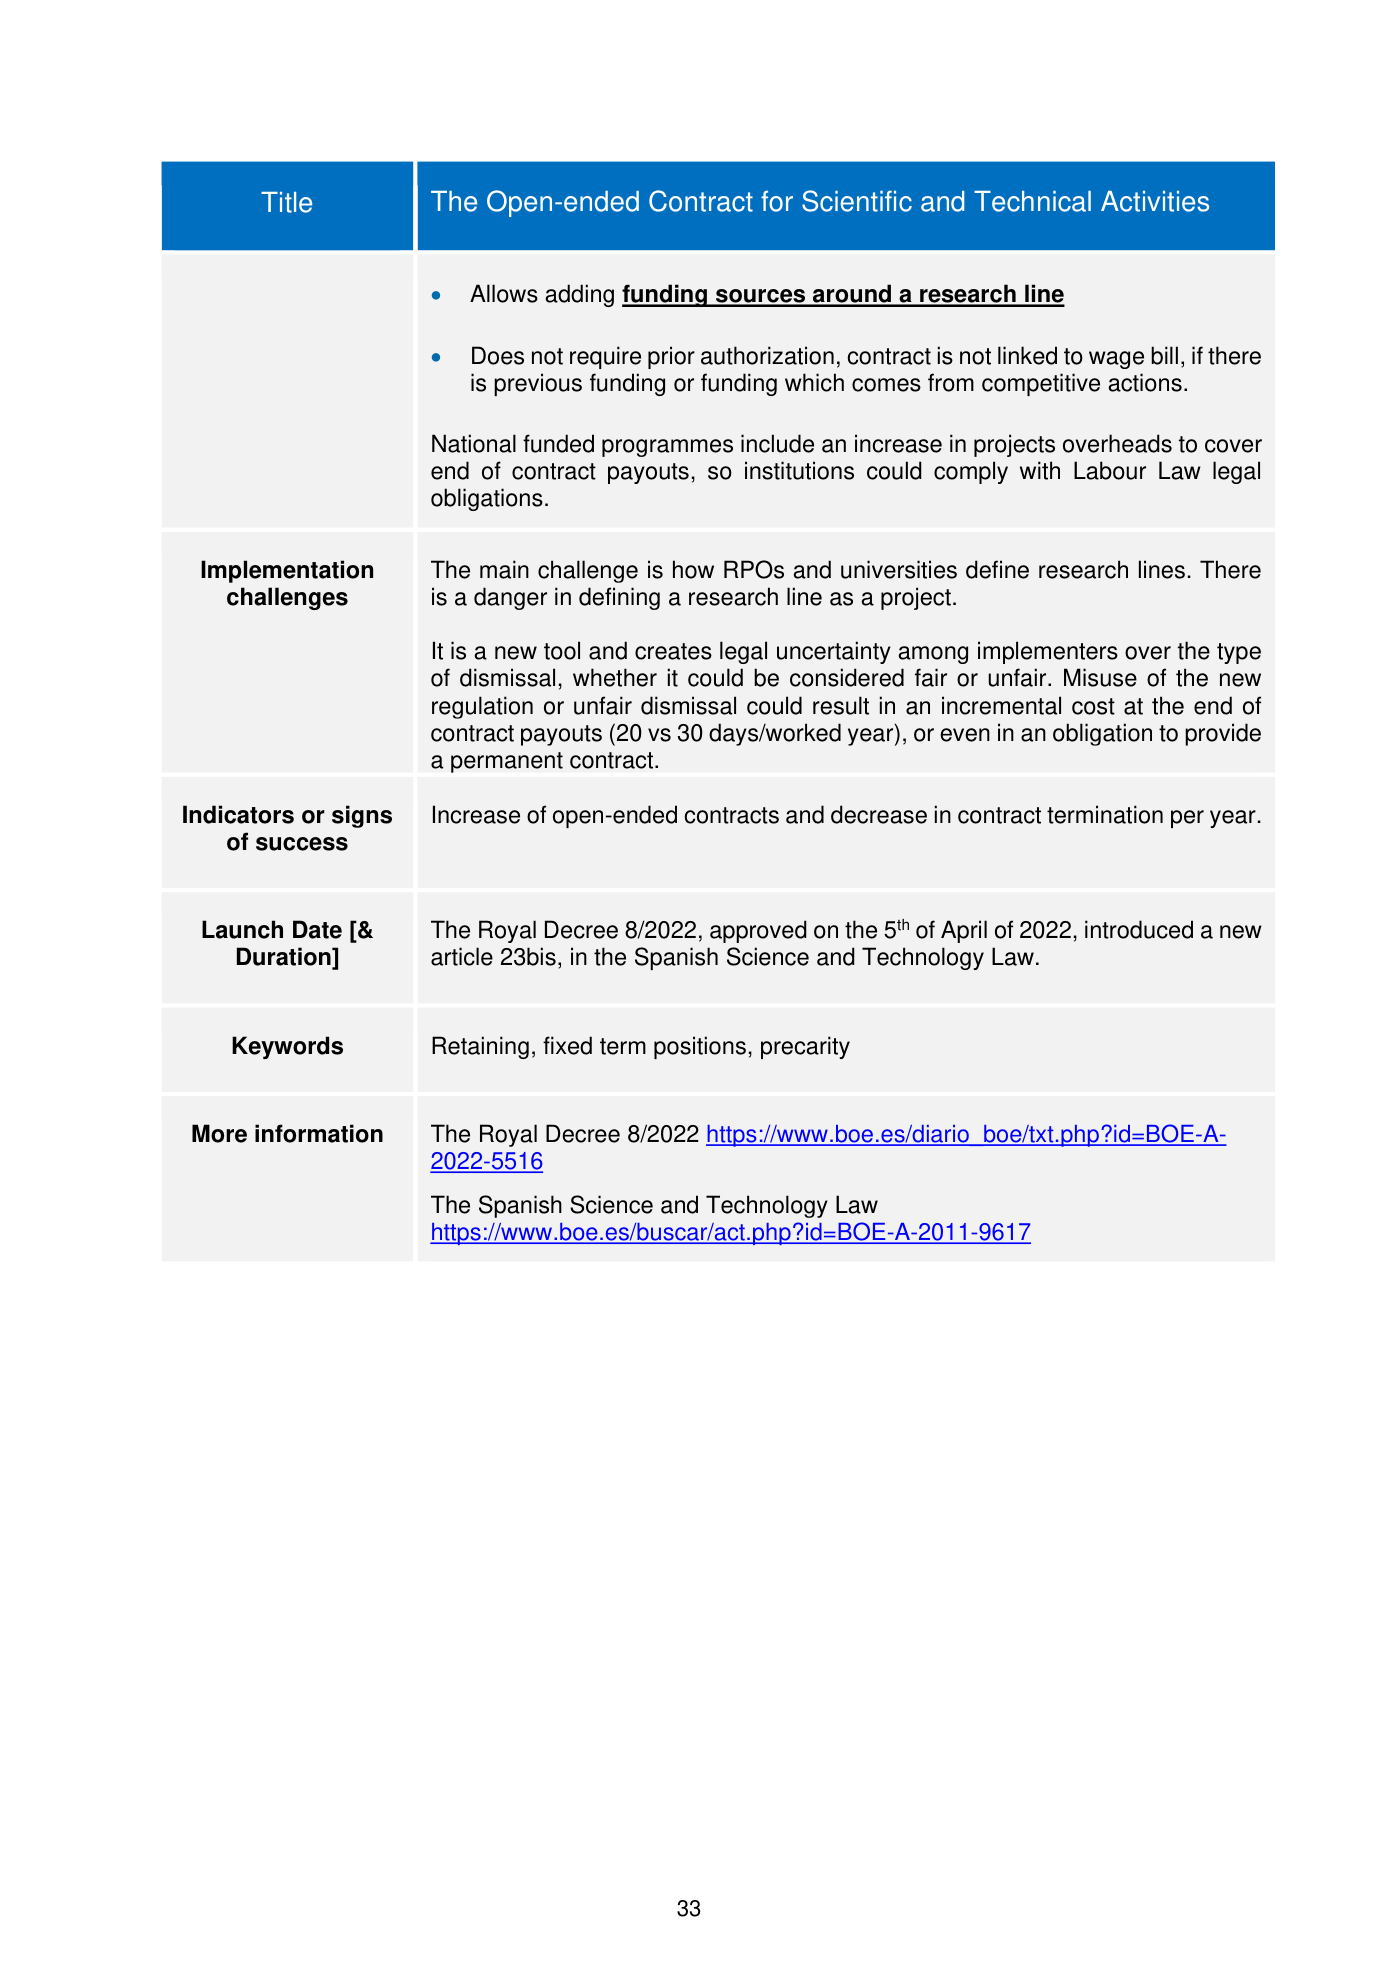 Title
The Open-ended Contract for Scientific and Technical Activities
• Allows adding funding sources around a research line
• Does not require prior authorization, contract is not linked to wage bill, if there
is previous funding or funding which comes from competitive actions.
National funded programmes include an increase in projects overheads to cover
end of contract payouts, so institutions could comply with Labour Law legal
obligations.
Implementation
challenges
The main challenge is how RPOs and universities define research lines. There
is a danger in defining a research line as a project.
It is a new tool and creates legal uncertainty among implementers over the type
of dismissal, whether it could be considered fair or unfair. Misuse of the new
regulation or unfair dismissal could result in an incremental cost at the end of
contract payouts (20 vs 30 days/worked year), or even in an obligation to provide
a permanent contract.
Indicators or signs
of success
Increase of open-ended contracts and decrease in contract termination per year.
Launch Date [&
Duration]
The Royal Decree 8/2022, approved on the 5th of April of 2022, introduced a new
article 23bis, in the Spanish Science and Technology Law.
Keywords
Retaining, fixed term positions, precarity
More information
The Royal Decree 8/2022 https://www.boe.es/diario_boe/txt.php?id=BOE-A-
2022-5516
The Spanish Science and Technology Law
https://www.boe.es/buscar/act.php?id=BOE-A-2011-9617
33